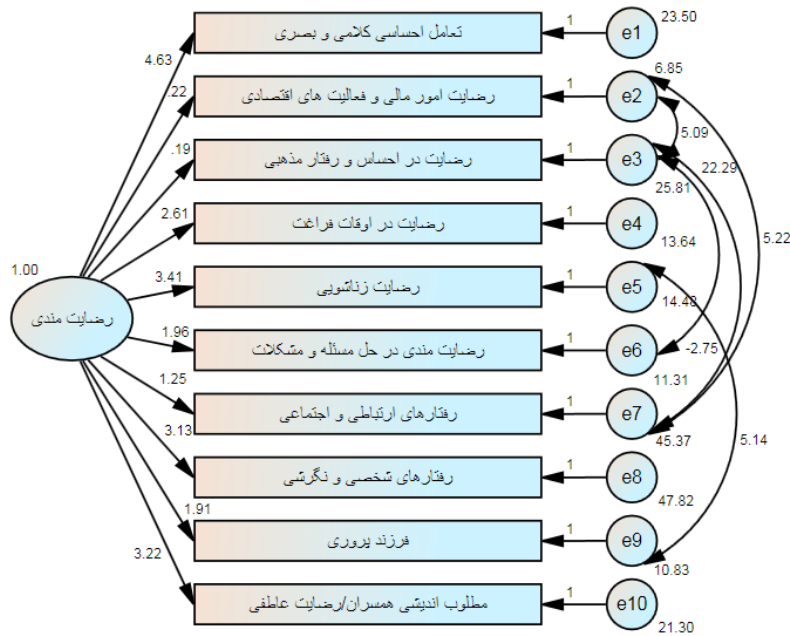 تعامل احساسی کلامی و بصری
رضایت امور مالی و فعالیت های اقتصادی
رضایت در احساس و رفتار مذهبی
رضایت در اوقات فراغت
رضایت زناشویی
رضایت مندی در حل مسئله و مشکلات
رفتارهای ارتباطی و اجتماعی
رفتارهای شخصی و نگرشی
فرزند پروری
مطلوب اندیشی همسران/رضایت عاطفی
رضایت مندی
1.00
4.63
.22
.19
2.61
3.41
1.96
1.25
3.13
1.91
3.22
1
1
1
1
1
1
1
1
1
1
e1
e2
e3
e4
e5
e6
e7
e8
e9
e10
23.50
6.85
25.81
13.64
14.48
11.31
45.37
47.82
10.83
21.30
5.09
22.29
5.22
-2.75
5.14